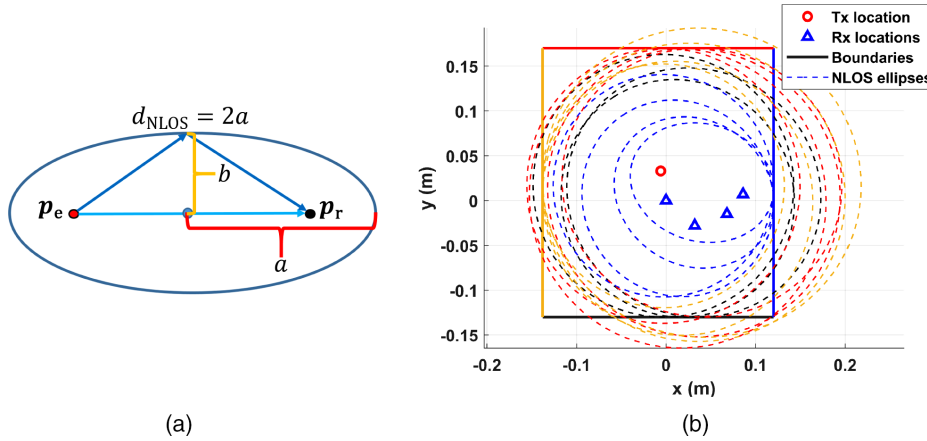 d_NLOS = 2a
b
p_e
p_r
a
(a)
Tx location
Rx locations
Boundaries
NLOS ellipses
0.15
0.1
0.05
0
-0.05
-0.1
-0.15
y (m)
-0.2
-0.1
0
0.1
0.2
x (m)
(b)